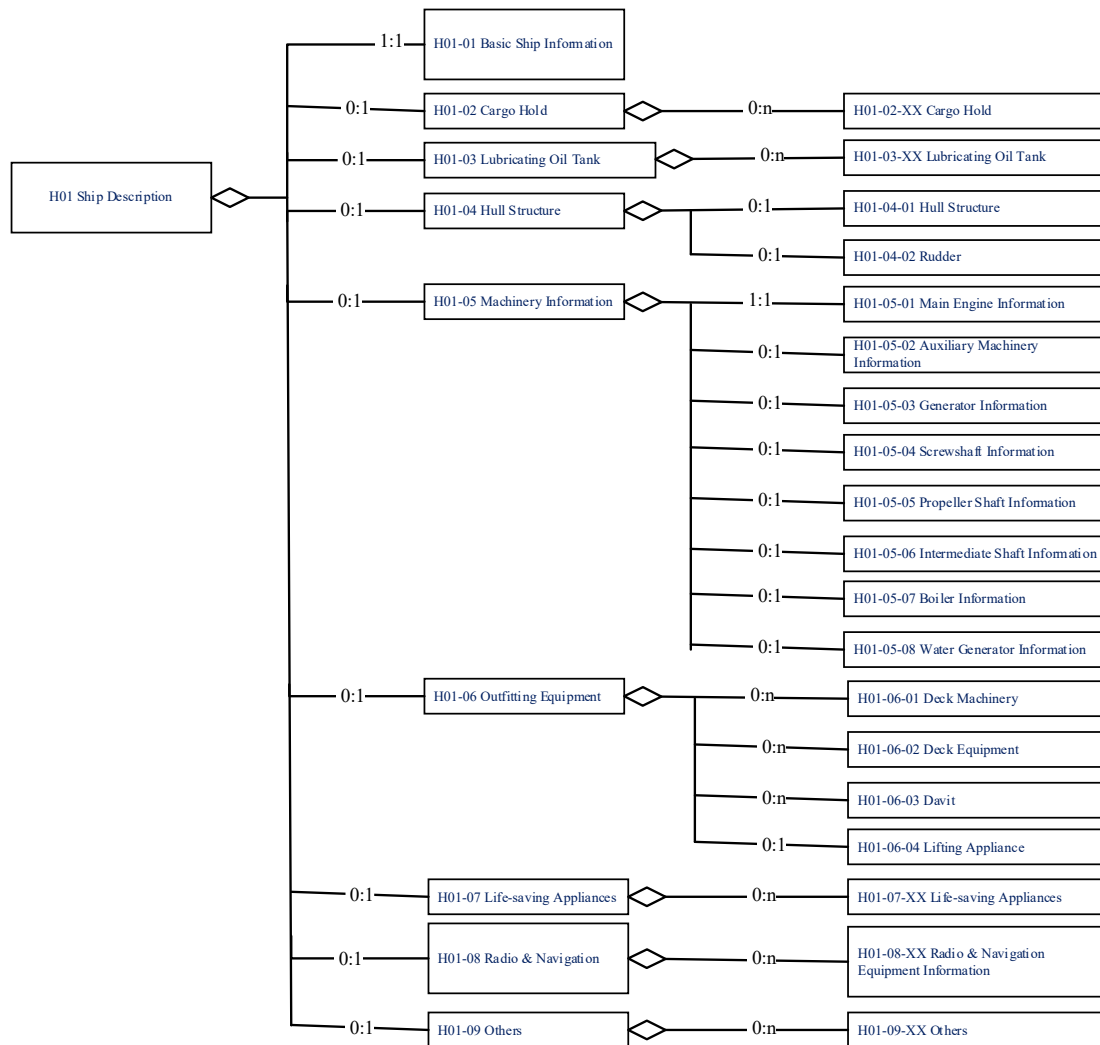 1:1
H01-01 Basic Ship Information
0:1
H01-02 Cargo Hold
0:n
H01-02-XX Cargo Hold
0:1
H01-03 Lubricating Oil Tank
0:n
H01-03-XX Lubricating Oil Tank
H01 Ship Description
0:1
H01-04 Hull Structure
0:1
H01-04-01 Hull Structure
0:1
H01-04-02 Rudder
0:1
H01-05 Machinery Information
1:1
H01-05-01 Main Engine Information
0:1
H01-05-02 Auxiliary Machinery
Information
0:1
H01-05-03 Generator Information
0:1
H01-05-04 Screwshaft Information
0:1
H01-05-05 Propeller Shaft Information
0:1
H01-05-06 Intermediate Shaft Information
0:1
H01-05-07 Boiler Information
0:1
H01-05-08 Water Generator Information
0:1
H01-06 Outfitting Equipment
0:n
H01-06-01 Deck Machinery
0:n
H01-06-02 Deck Equipment
0:n
H01-06-03 Davit
0:1
H01-06-04 Lifting Appliance
0:1
H01-07 Life-saving Appliances
0:n
H01-07-XX Life-saving Appliances
0:1
H01-08 Radio & Navigation
0:n
H01-08-XX Radio & Navigation
Equipment Information
0:1
H01-09 Others
0:n
H01-09-XX Others